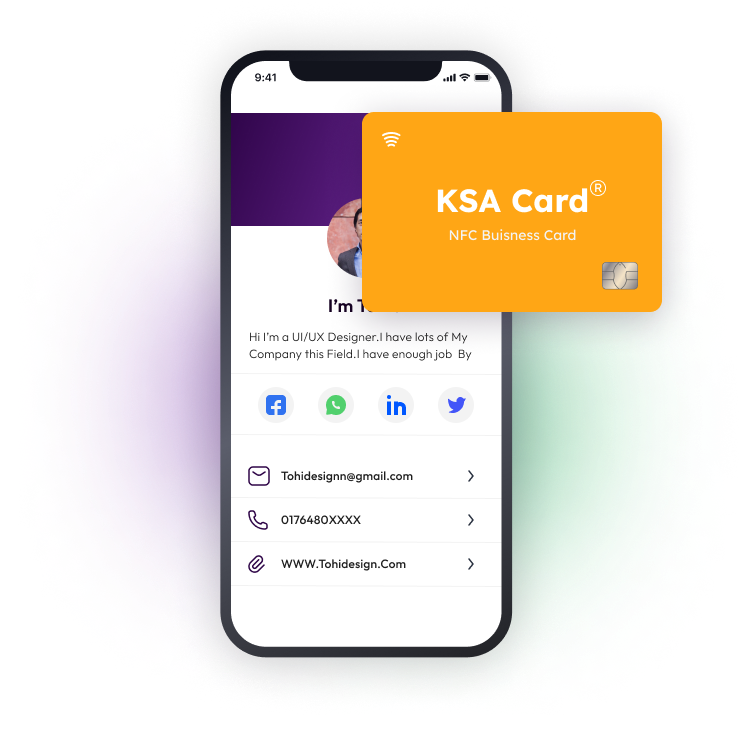 9:41
KSA Card®
NFC Buisness Card
I'm
Hi I'm a UI/UX Designer.I have lots of My
Company this Field.I have enough job By
Tohidesignn@gmail.com
0176480XXXX
WWW.Tohidesign.Com